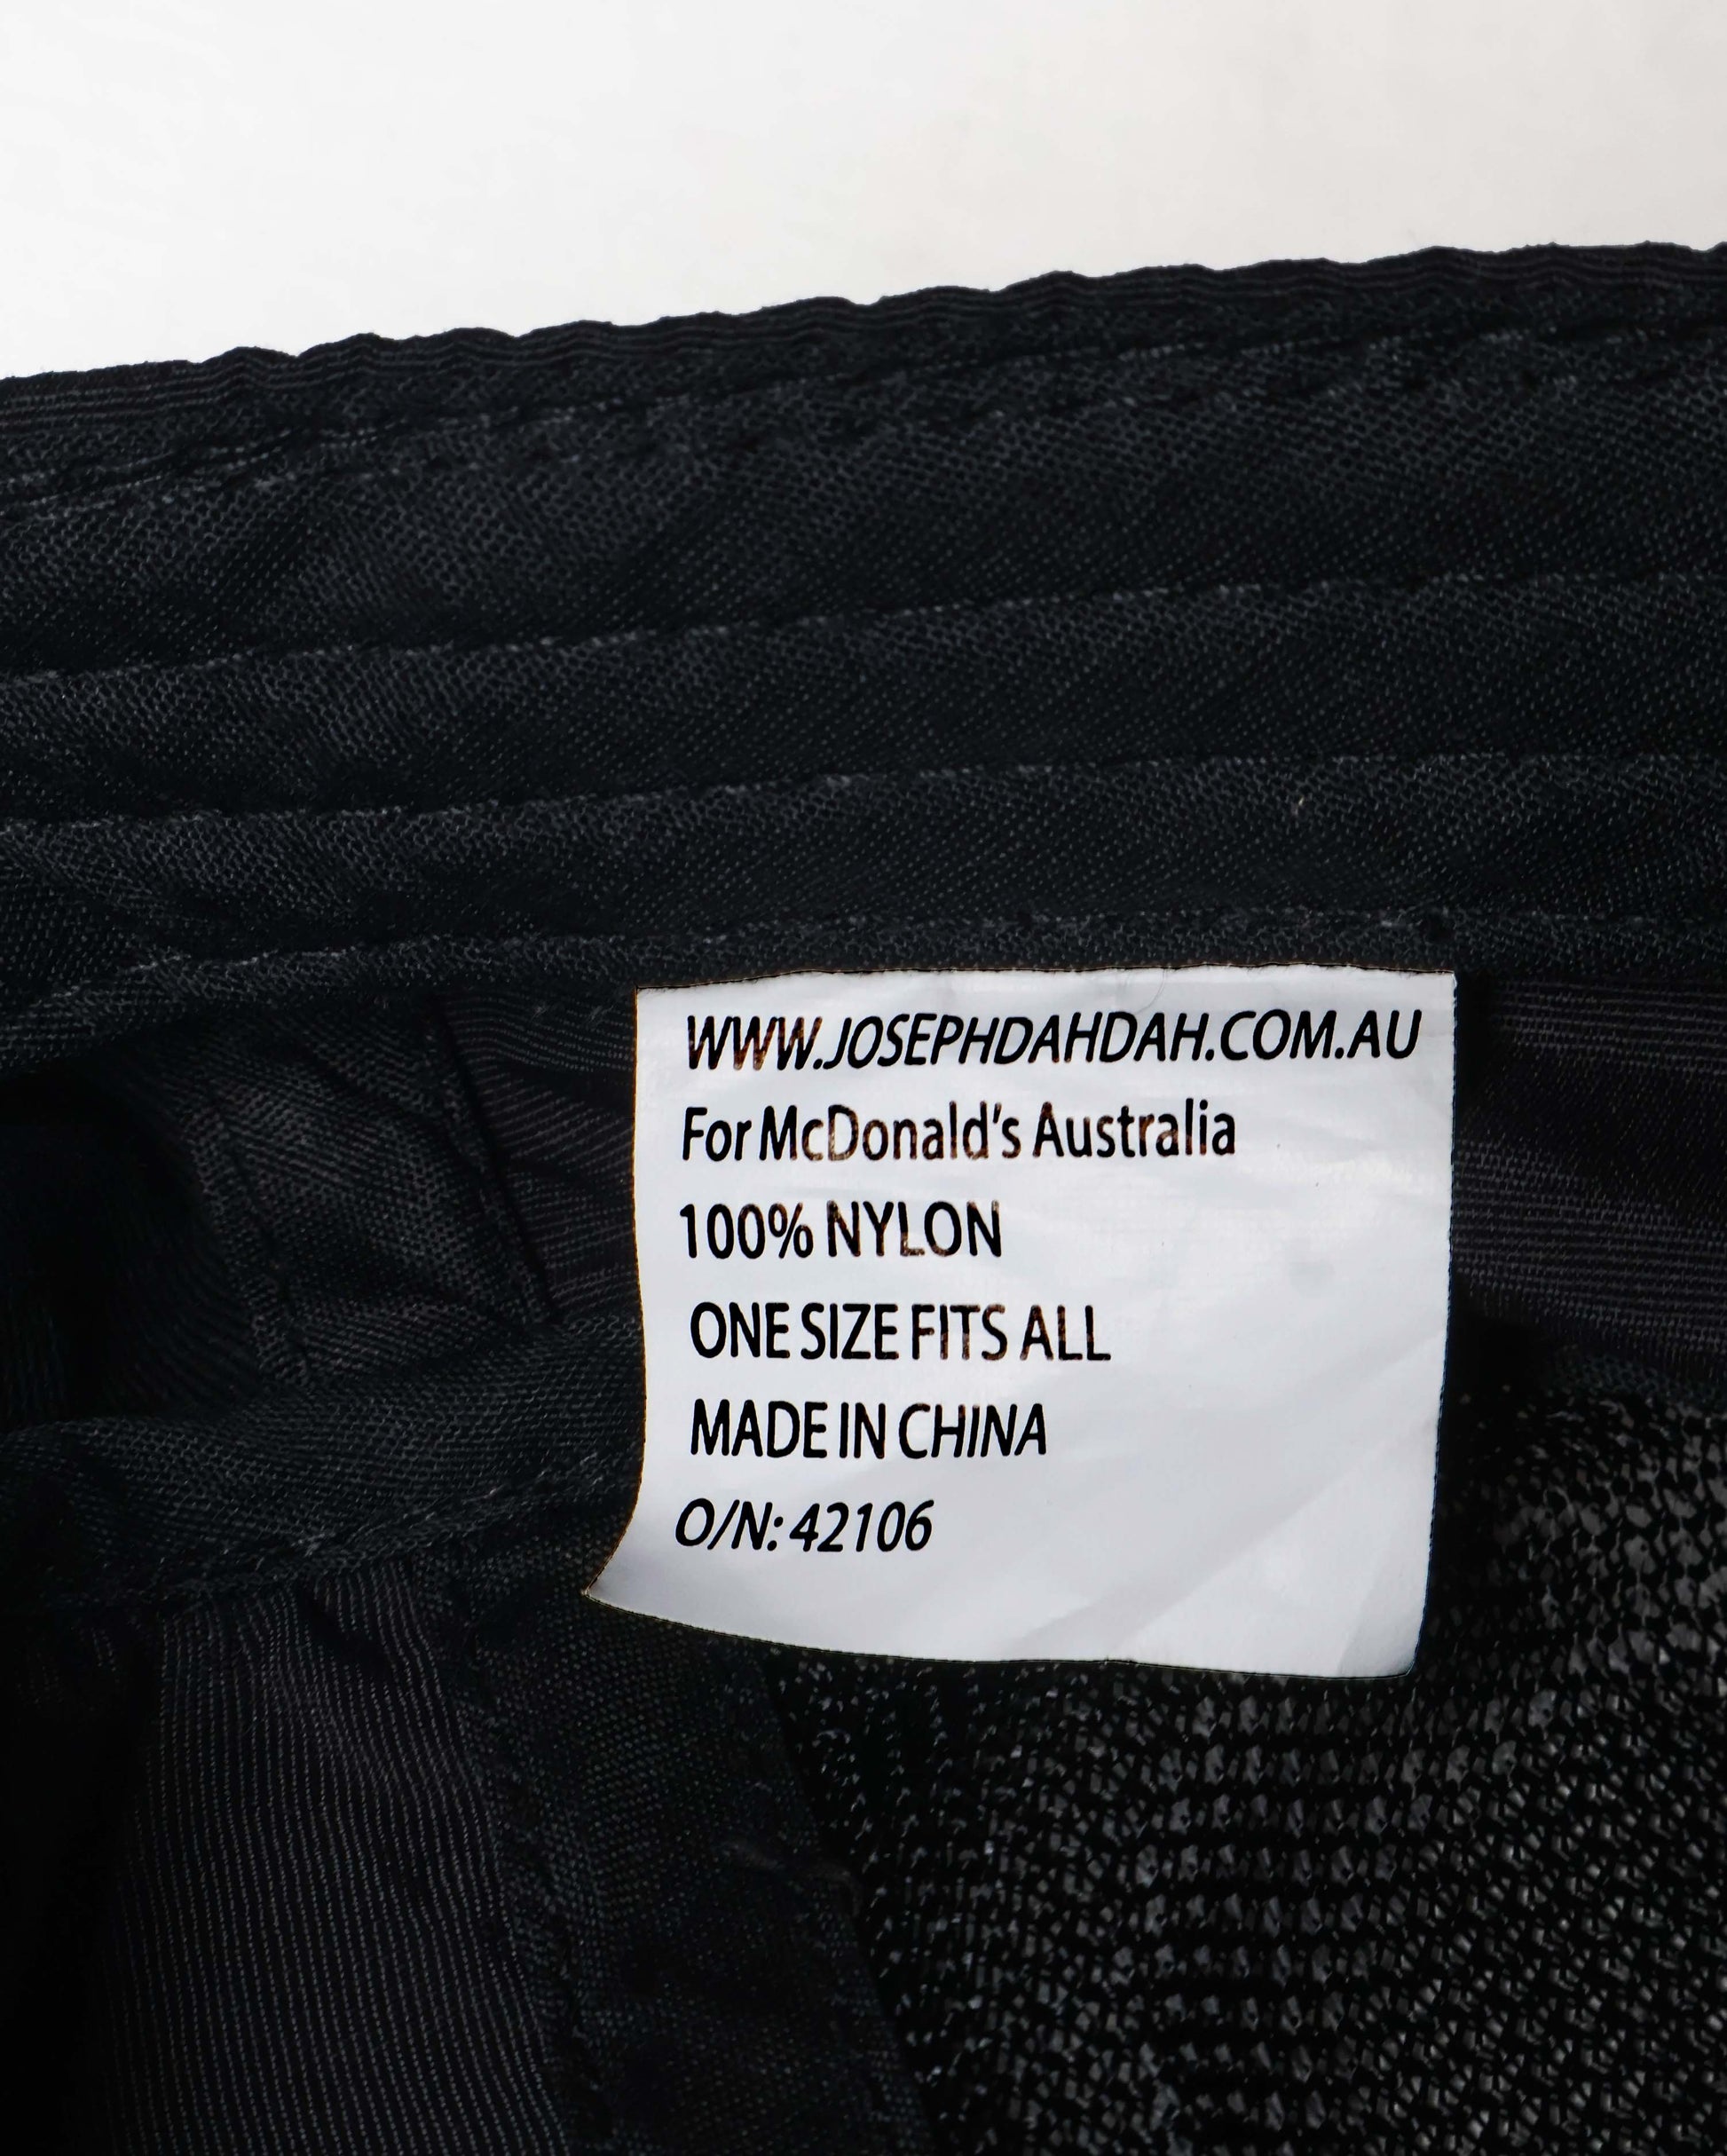 WWW.JOSEPHDAHDAH.COM.AU
For McDonald's Australia
100% NYLON
ONE SIZE FITS ALL
MADE IN CHINA
O/N: 42106